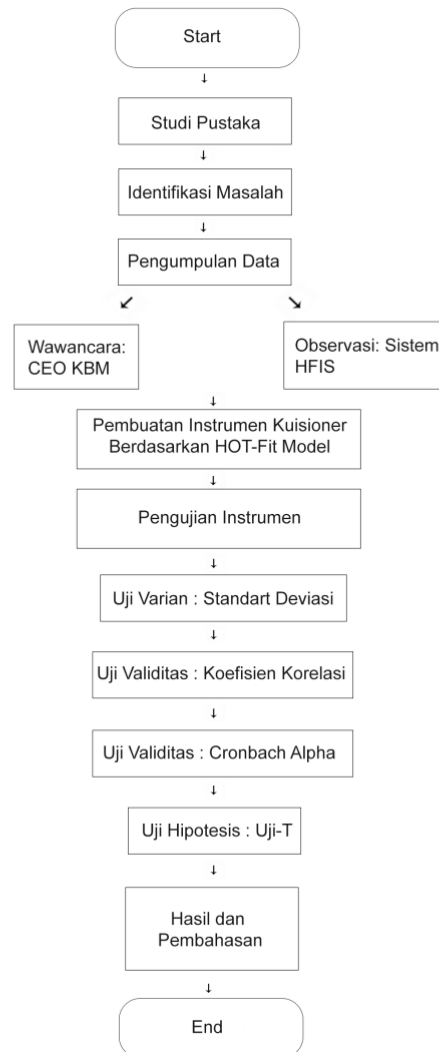 Start
Studi Pustaka
Identifikasi Masalah
Pengumpulan Data
Wawancara:
CEO KBM
Observasi: Sistem
HFIS
Pembuatan Instrumen Kuisioner
Berdasarkan HOT-Fit Model
Pengujian Instrumen
Uji Varian : Standart Deviasi
Uji Validitas : Koefisien Korelasi
Uji Validitas : Cronbach Alpha
Uji Hipotesis : Uji-T
Hasil dan
Pembahasan
End